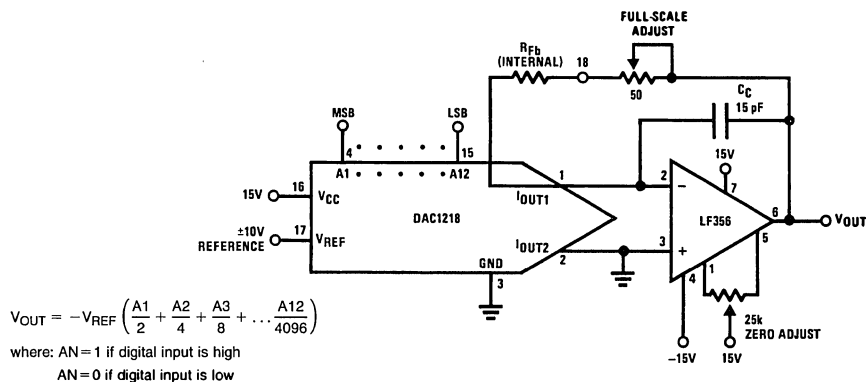 FULL-SCALE
ADJUST
RFb
(INTERNAL)
18
50
CC
15 pF
MSB
LSB
4
15
A1
A12
1
15V
16
VCC
IOUT1
2
−
15V
7
DAC1218
LF356
6
VOUT
±10V
REFERENCE
17
VREF
IOUT2
3
+
5
GND
2
3
4
1
25k
ZERO ADJUST
−15V
15V
VOUT = −VREF (A1/2 + A2/4 + A3/8 + ... A12/4096)
where: AN = 1 if digital input is high
AN = 0 if digital input is low